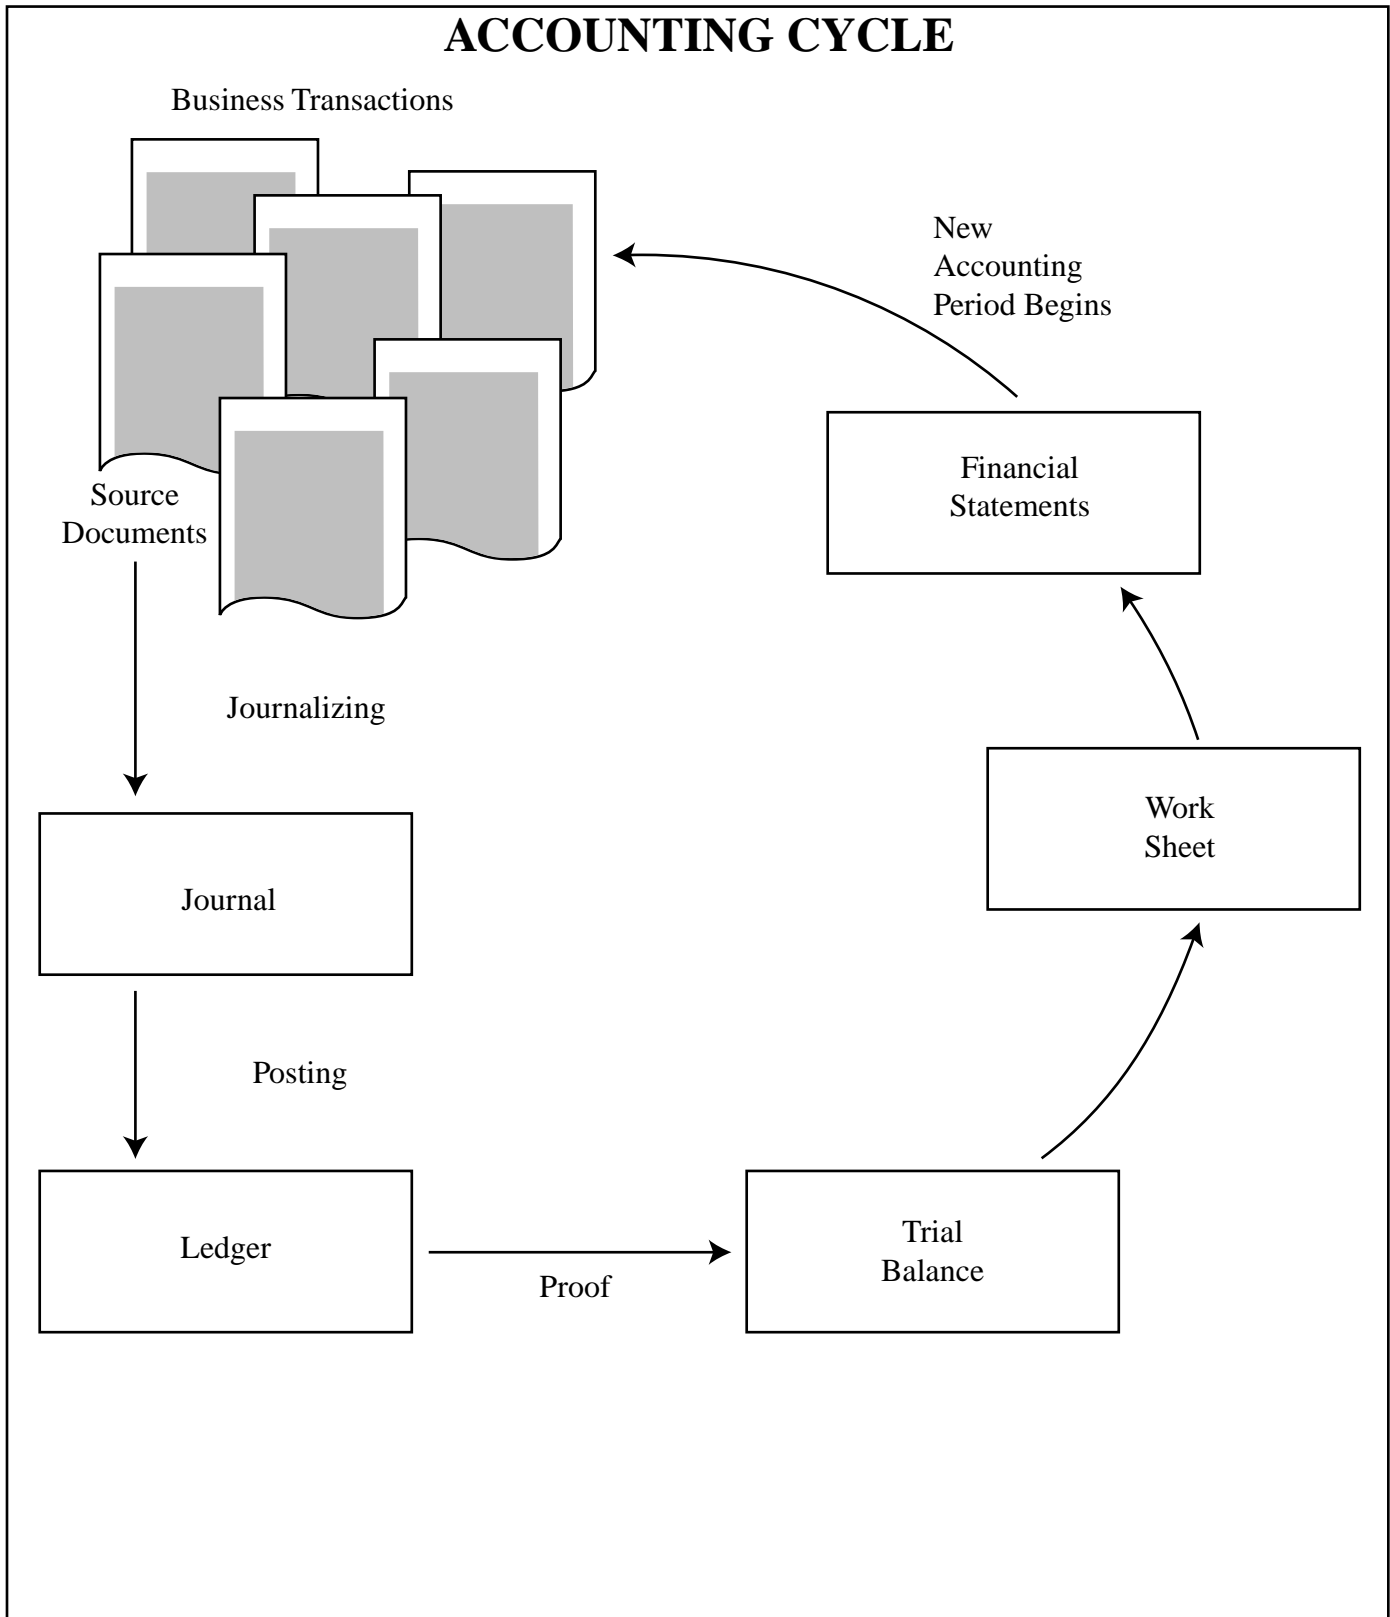 ACCOUNTING CYCLE
Business Transactions
New
Accounting
Period Begins
Financial
Statements
Source
Documents
Journalizing
Work
Sheet
Journal
Posting
Ledger
Proof
Trial
Balance